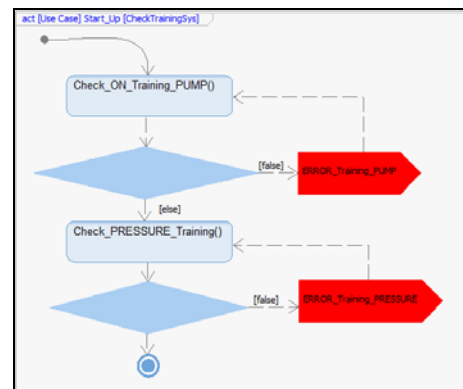 act [Use Case] Start_Up [CheckTrainingSys]
Check_ON_Training_PUMP()
[false]
ERROR_Training_PUMP
[else]
Check_PRESSURE_Training()
[false]
ERROR_Training_PRESSURE